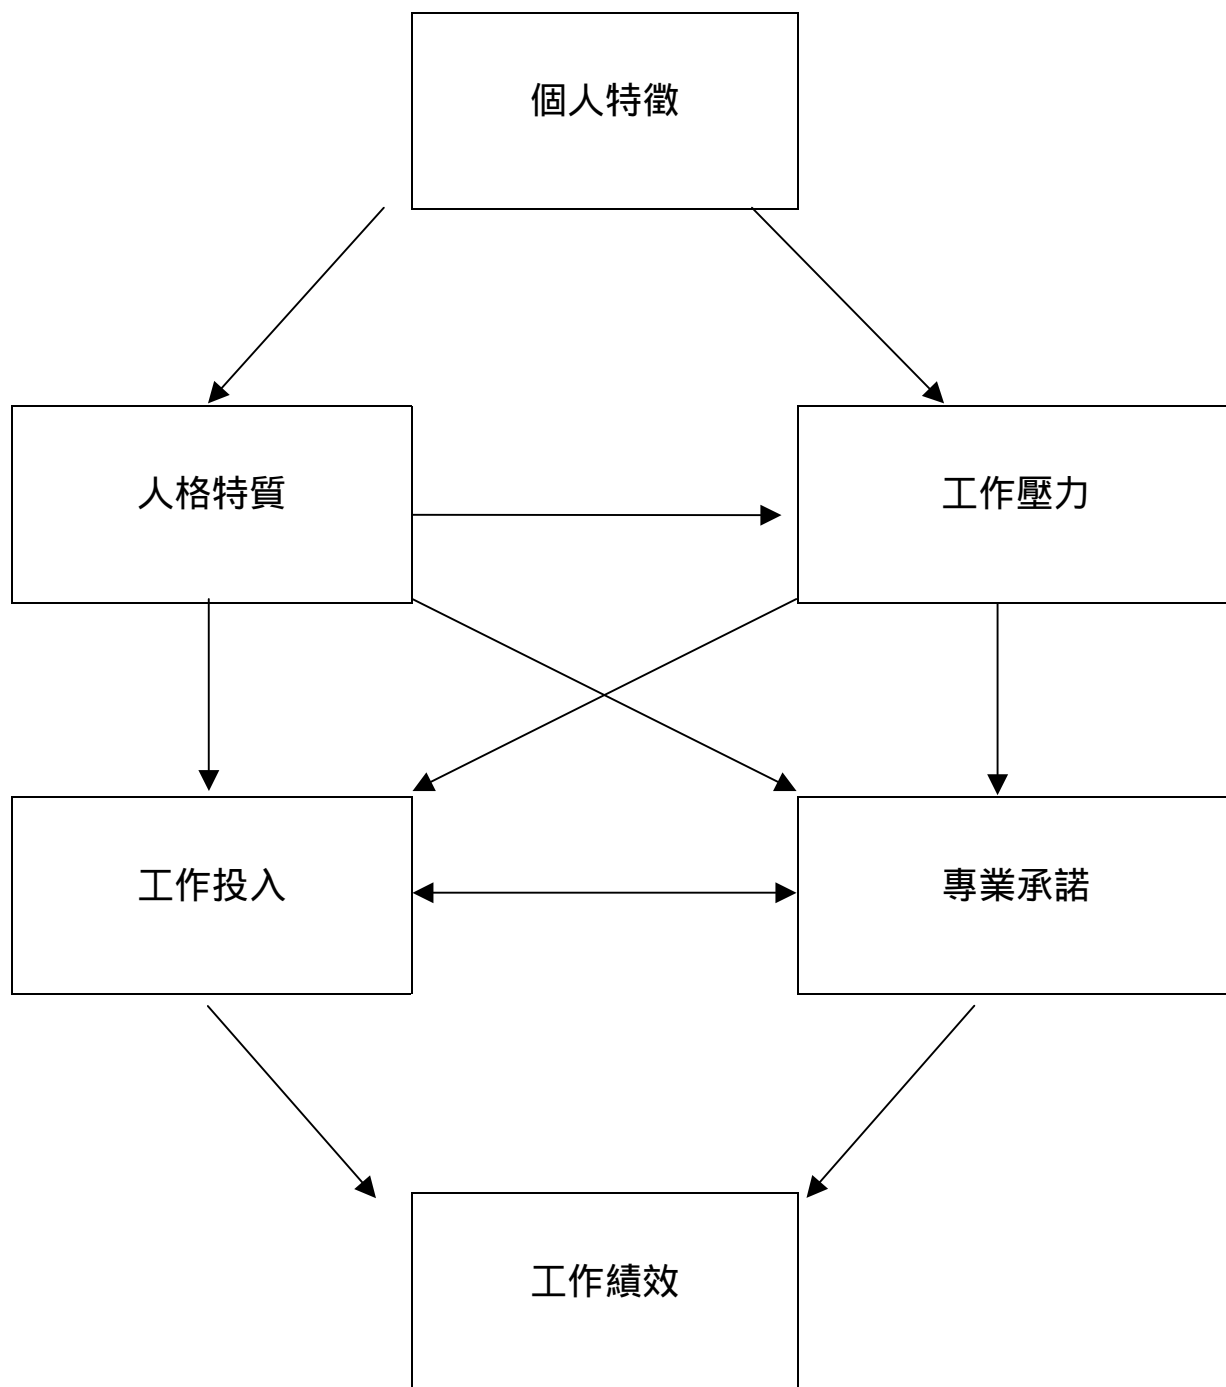 個人特徵
人格特質
工作壓力
工作投入
專業承諾
工作績效